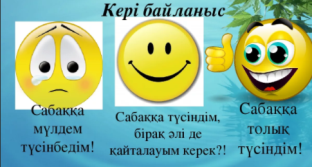 Кері байланыс
Сабаққа
мүлдем
түсінбедім!
Сабаққа түсіндім,
бірақ әлі де
қайталауым керек?!
Сабаққа
толық
түсіндім!